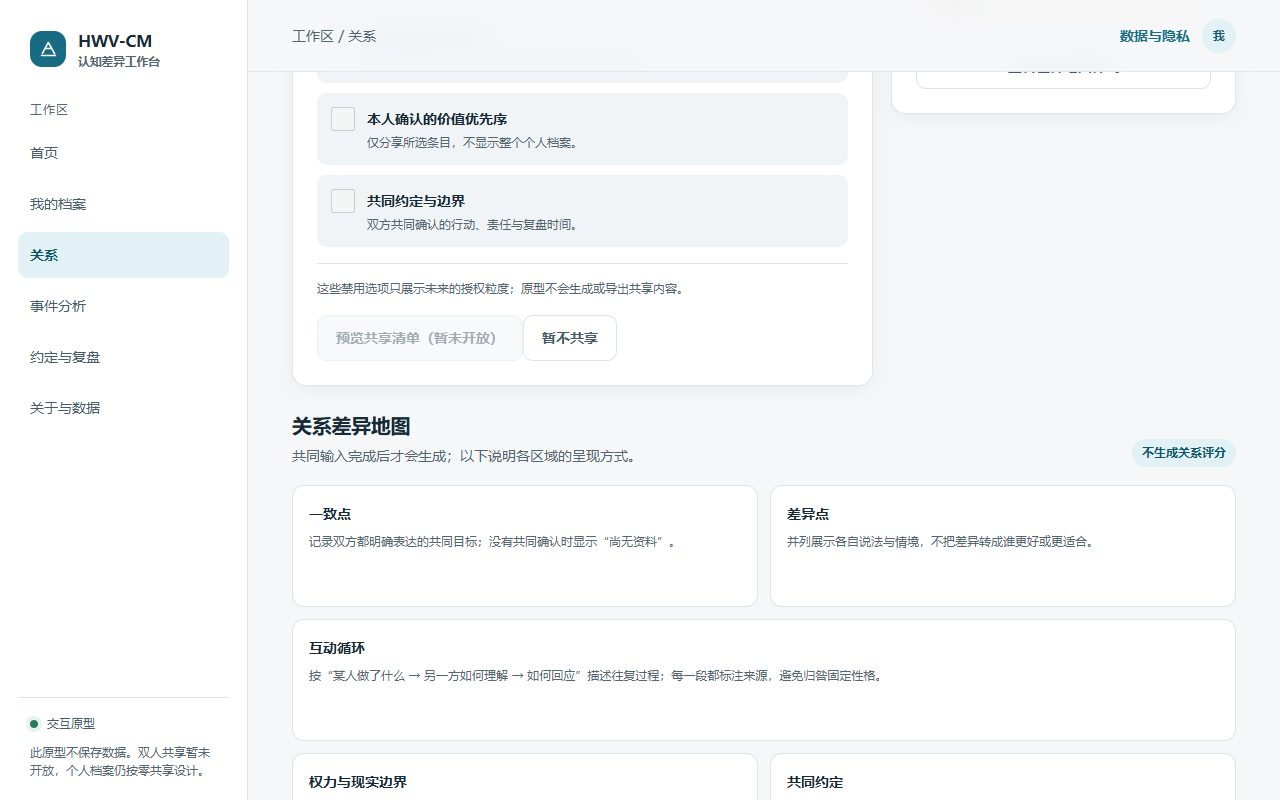 HWV-CM
认知差异工作台
工作区
首页
我的档案
关系
事件分析
约定与复盘
关于与数据
交互原型
此原型不保存数据。双人共享暂未
开放，个人档案仍按零共享设计。
工作区 / 关系
数据与隐私
我
本人确认的价值优先序
仅分享所选条目，不显示整个个人档案。
共同约定与边界
双方共同确认的行动、责任与复盘时间。
这些禁用选项只展示未来的授权粒度；原型不会生成或导出共享内容。
预览共享清单（暂未开放）
暂不共享
关系差异地图
共同输入完成后才会生成；以下说明各区域的呈现方式。
不生成关系评分
一致点
记录双方都明确表达的共同目标；没有共同确认时显示“尚无资料”。
差异点
并列展示各自说法与情境，不把差异转成谁更好或更适合。
互动循环
按“某人做了什么 → 另一方如何理解 → 如何回应”描述往复过程；每一段都标注来源，避免归咎固定性格。
权力与现实边界
共同约定